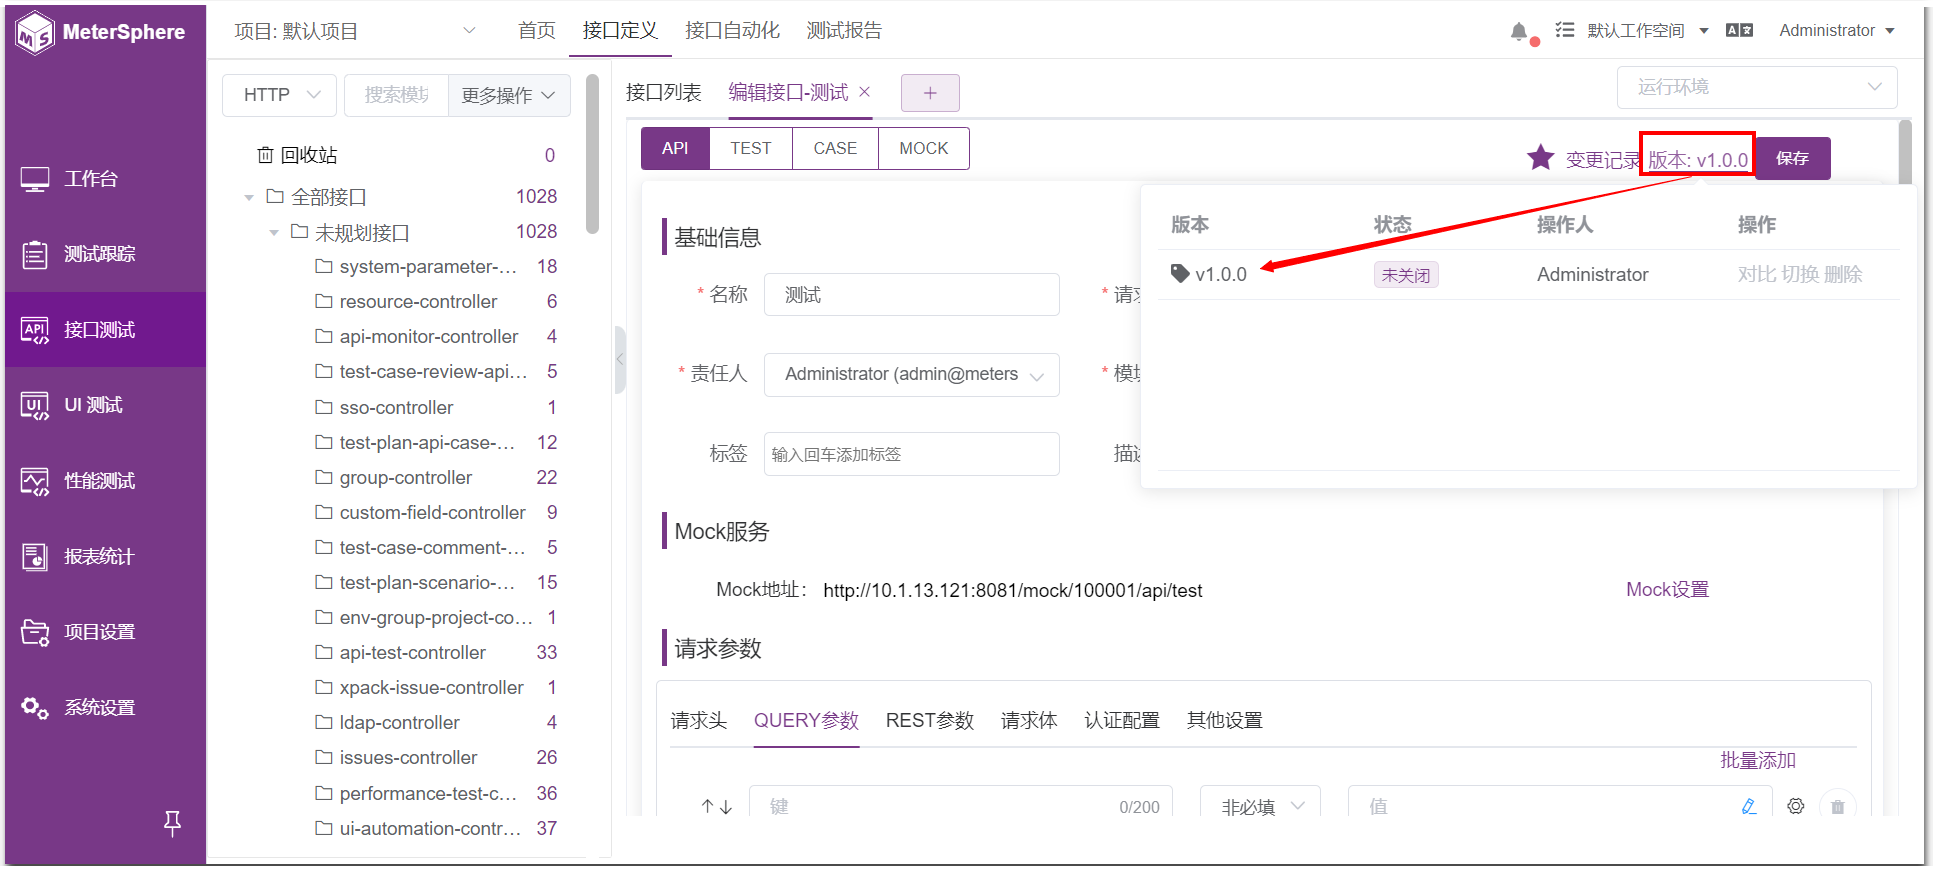 MeterSphere
项目: 默认项目
首页
接口定义
接口自动化
测试报告
默认工作空间
Administrator
工作台
测试跟踪
接口测试
UI 测试
性能测试
报表统计
项目设置
系统设置
HTTP
搜索模块
更多操作
回收站 0
全部接口 1028
未规划接口 1028
system-parameter-... 18
resource-controller 6
api-monitor-controller 4
test-case-review-api... 5
sso-controller 1
test-plan-api-case-... 12
group-controller 22
custom-field-controller 9
test-case-comment-... 5
test-plan-scenario-... 15
env-group-project-co... 1
api-test-controller 33
xpack-issue-controller 1
ldap-controller 4
issues-controller 26
performance-test-c... 36
ui-automation-contr... 37
接口列表
编辑接口-测试
运行环境
API TEST CASE MOCK
变更记录 版本: v1.0.0 保存
版本 状态 操作人 操作
v1.0.0 未关闭 Administrator 对比 切换 删除
基础信息
* 名称 测试
* 请
* 责任人 Administrator (admin@meters
* 模
标签 输入回车添加标签
Mock服务
Mock地址: http://10.1.13.121:8081/mock/100001/api/test
Mock设置
请求参数
请求头 QUERY参数 REST参数 请求体 认证配置 其他设置
批量添加
键 0/200 非必填 值